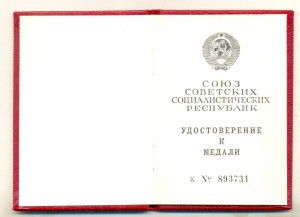 СОЮЗ
СОВЕТСКИХ
СОЦИАЛИСТИЧЕСКИХ
РЕСПУБЛИК
УДОСТОВЕРЕНИЕ
К
МЕДАЛИ
К № 893731